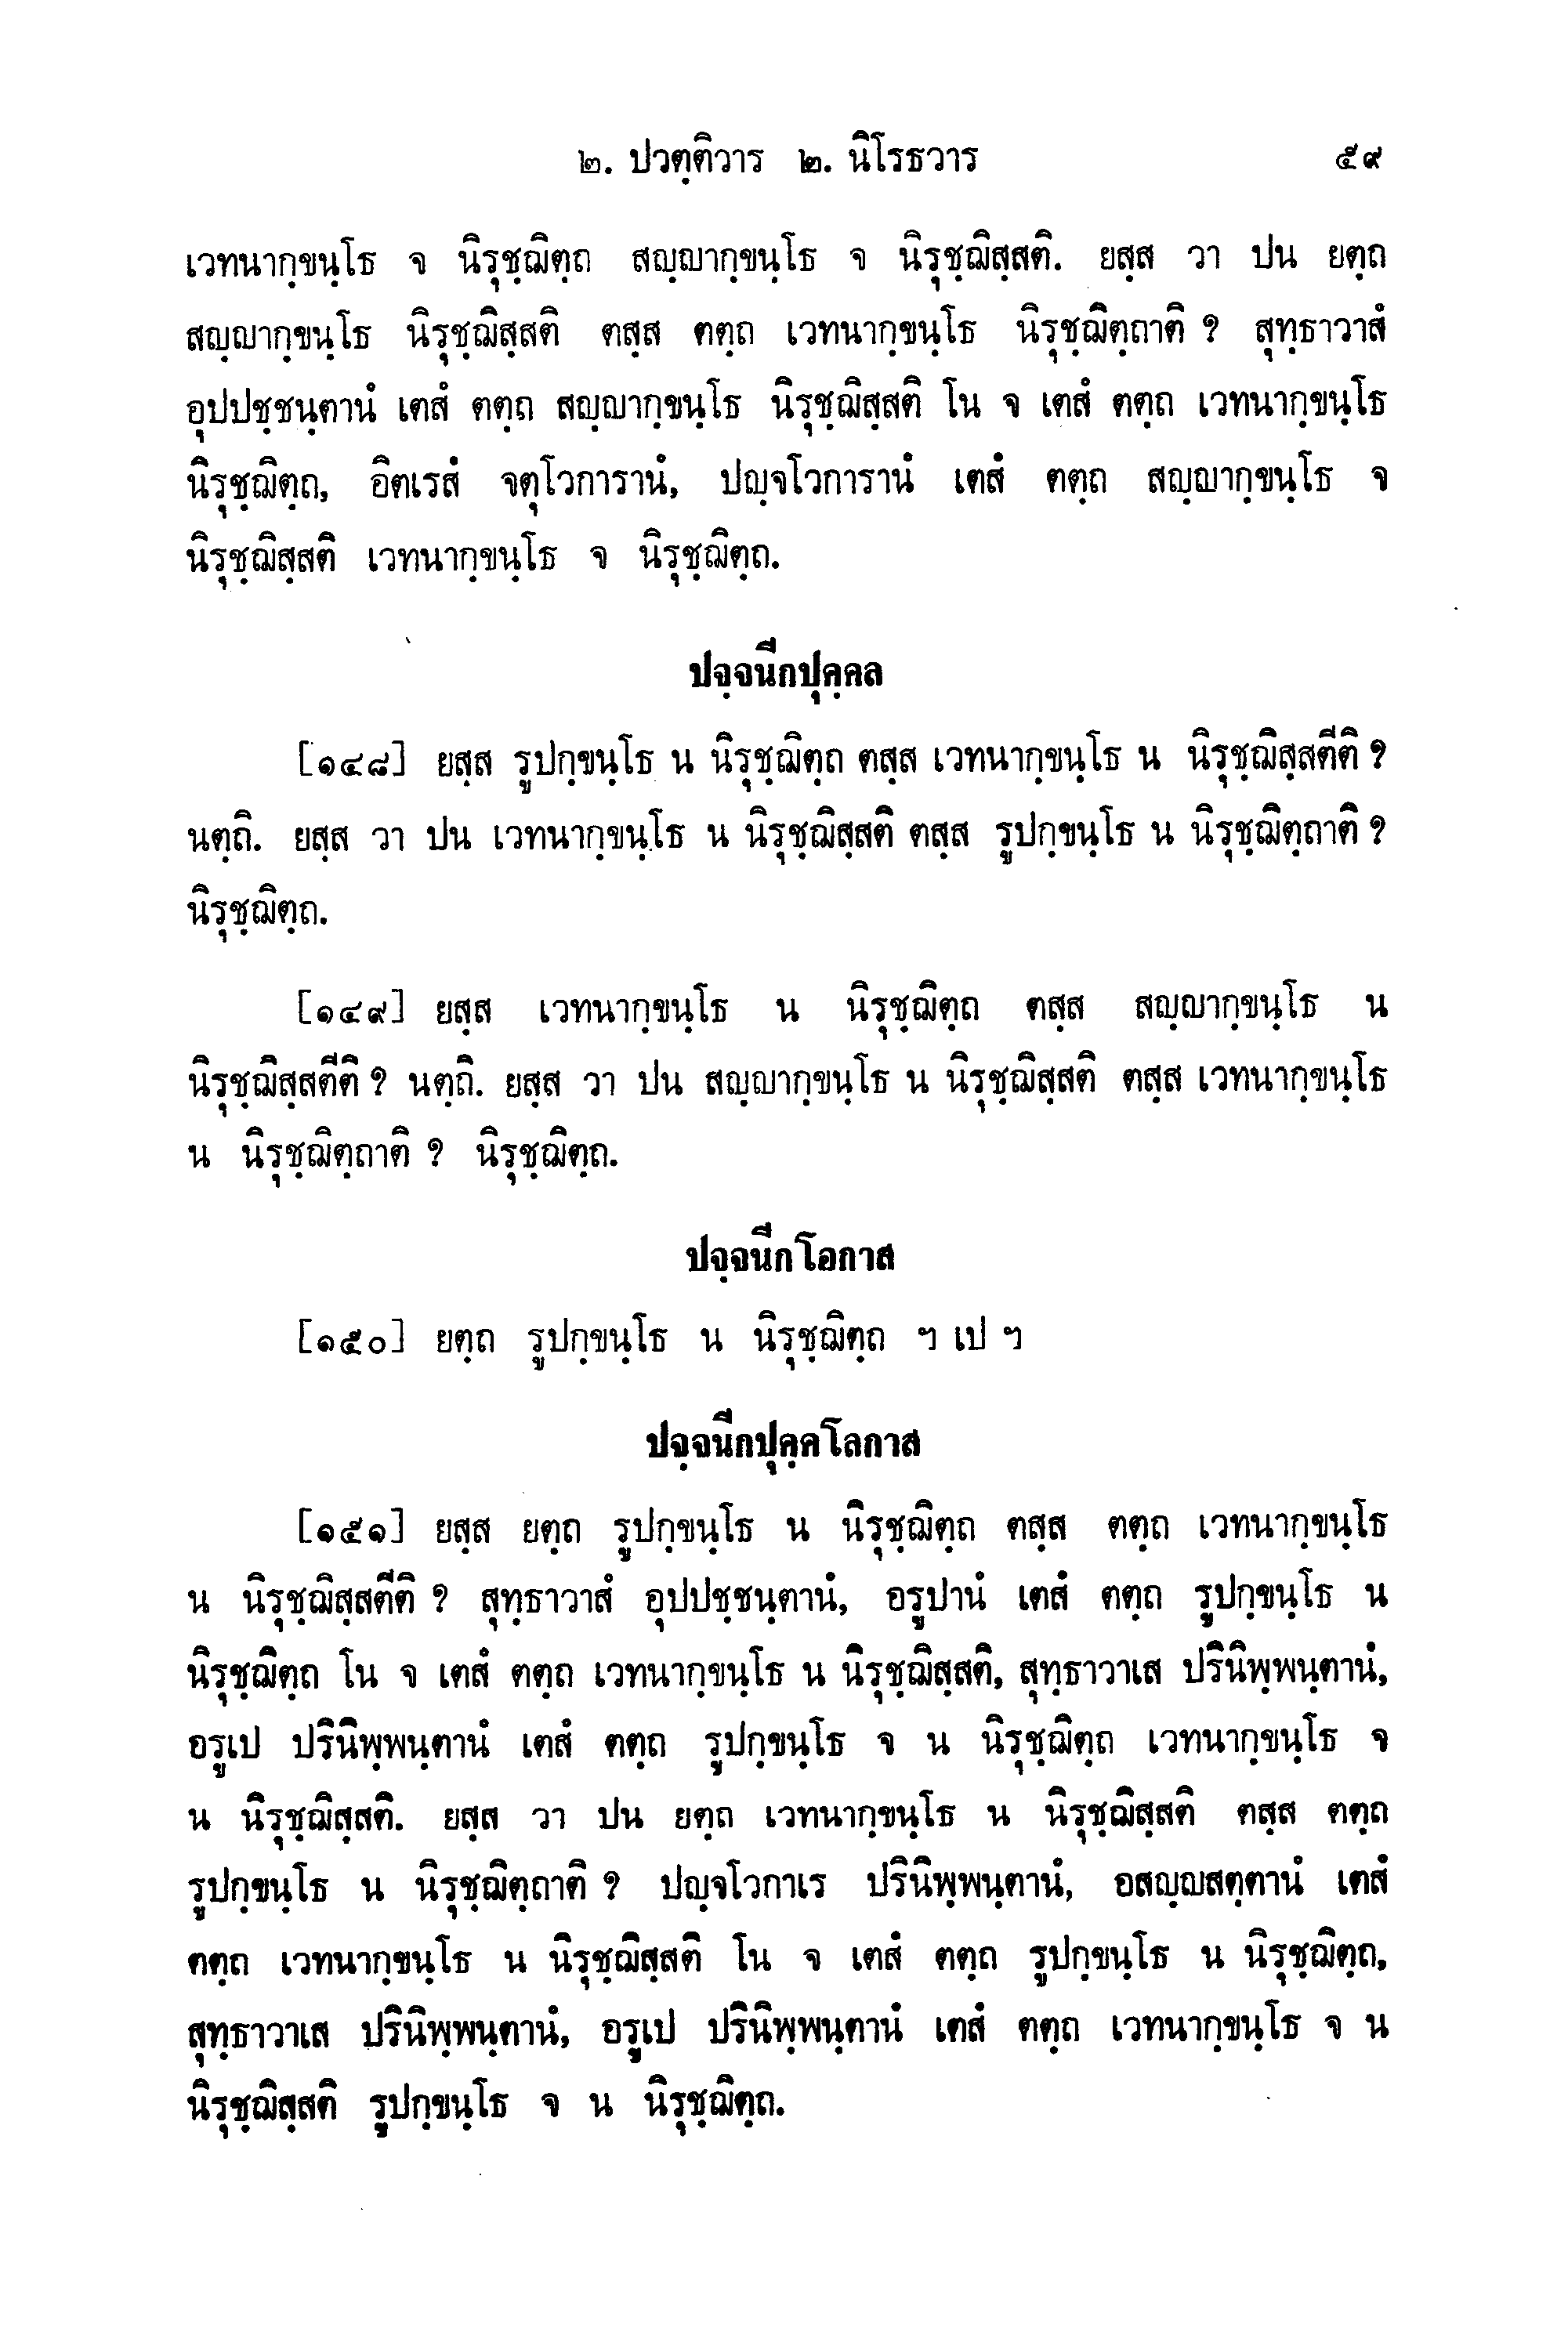 ๒. ปวตฺติวาร ๒. นิโรธวาร ๕๙
เวทนากฺขนฺโธ จ นิรุชฺฌิตฺถ สญฺญากฺขนฺโธ จ นิรุชฺฌิสฺสติ. ยสฺส วา ปน ยตฺถ
สญฺญากฺขนฺโธ นิรุชฺฌิสฺสติ ตสฺส ตตฺถ เวทนากฺขนฺโธ นิรุชฺฌิตฺถาติ ? สุทฺธาวาสํ
อุปปชฺชนฺตานํ เตสํ ตตฺถ สญฺญากฺขนฺโธ นิรุชฺฌิสฺสติ โน จ เตสํ ตตฺถ เวทนากฺขนฺโธ
นิรุชฺฌิตฺถ, อิตเรสํ จตุโวการานํ, ปญฺจโวการานํ เตสํ ตตฺถ สญฺญากฺขนฺโธ จ
นิรุชฺฌิสฺสติ เวทนากฺขนฺโธ จ นิรุชฺฌิตฺถ.
ปจฺจนีกปุคฺคล
[๑๔๘] ยสฺส รูปกฺขนฺโธ น นิรุชฺฌิตฺถ ตสฺส เวทนากฺขนฺโธ น นิรุชฺฌิสฺสตีติ ?
นตฺถิ. ยสฺส วา ปน เวทนากฺขนฺโธ น นิรุชฺฌิสฺสติ ตสฺส รูปกฺขนฺโธ น นิรุชฺฌิตฺถาติ ?
นิรุชฺฌิตฺถ.
[๑๔๙] ยสฺส เวทนากฺขนฺโธ น นิรุชฺฌิตฺถ ตสฺส สญฺญากฺขนฺโธ น
นิรุชฺฌิสฺสตีติ ? นตฺถิ. ยสฺส วา ปน สญฺญากฺขนฺโธ น นิรุชฺฌิสฺสติ ตสฺส เวทนากฺขนฺโธ
น นิรุชฺฌิตฺถาติ ? นิรุชฺฌิตฺถ.
ปจฺจนีกโอกาส
[๑๕๐] ยตฺถ รูปกฺขนฺโธ น นิรุชฺฌิตฺถ ฯ เป ฯ
ปจฺจนีกปุคฺคโลกาส
[๑๕๑] ยสฺส ยตฺถ รูปกฺขนฺโธ น นิรุชฺฌิตฺถ ตสฺส ตตฺถ เวทนากฺขนฺโธ
น นิรุชฺฌิสฺสตีติ ? สุทฺธาวาสํ อุปปชฺชนฺตานํ, อรูปานํ เตสํ ตตฺถ รูปกฺขนฺโธ น
นิรุชฺฌิตฺถ โน จ เตสํ ตตฺถ เวทนากฺขนฺโธ น นิรุชฺฌิสฺสติ, สุทฺธาวาเส ปรินิพฺพนฺตานํ,
อรูเป ปรินิพฺพนฺตานํ เตสํ ตตฺถ รูปกฺขนฺโธ จ น นิรุชฺฌิตฺถ เวทนากฺขนฺโธ จ
น นิรุชฺฌิสฺสติ. ยสฺส วา ปน ยตฺถ เวทนากฺขนฺโธ น นิรุชฺฌิสฺสติ ตสฺส ตตฺถ
รูปกฺขนฺโธ น นิรุชฺฌิตฺถาติ ? ปญฺจโวกาเร ปรินิพฺพนฺตานํ, อสญฺญสตฺตานํ เตสํ
ตตฺถ เวทนากฺขนฺโธ น นิรุชฺฌิสฺสติ โน จ เตสํ ตตฺถ รูปกฺขนฺโธ น นิรุชฺฌิตฺถ,
สุทฺธาวาเส ปรินิพฺพนฺตานํ, อรูเป ปรินิพฺพนฺตานํ เตสํ ตตฺถ เวทนากฺขนฺโธ จ น
นิรุชฺฌิสฺสติ รูปกฺขนฺโธ จ น นิรุชฺฌิตฺถ.